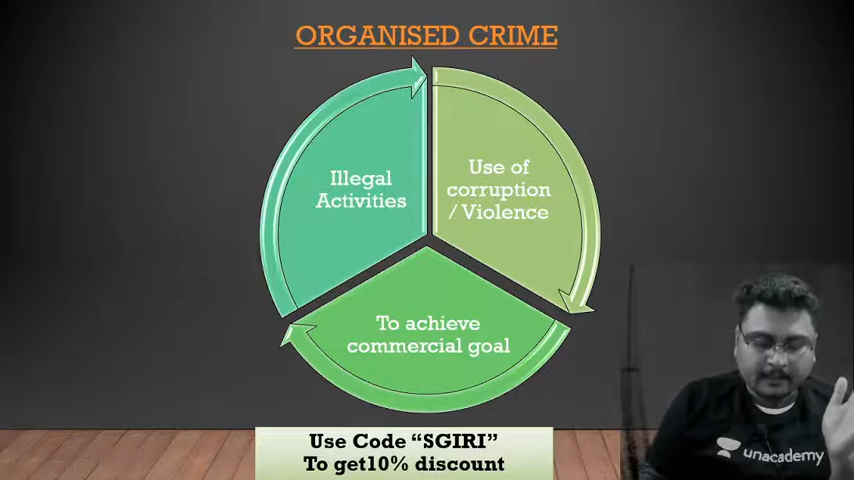 ORGANISED CRIME
Illegal
Activities
Use of
corruption
/ Violence
To achieve
commercial goal
Use Code “SGIRI”
To get10% discount
unacademy